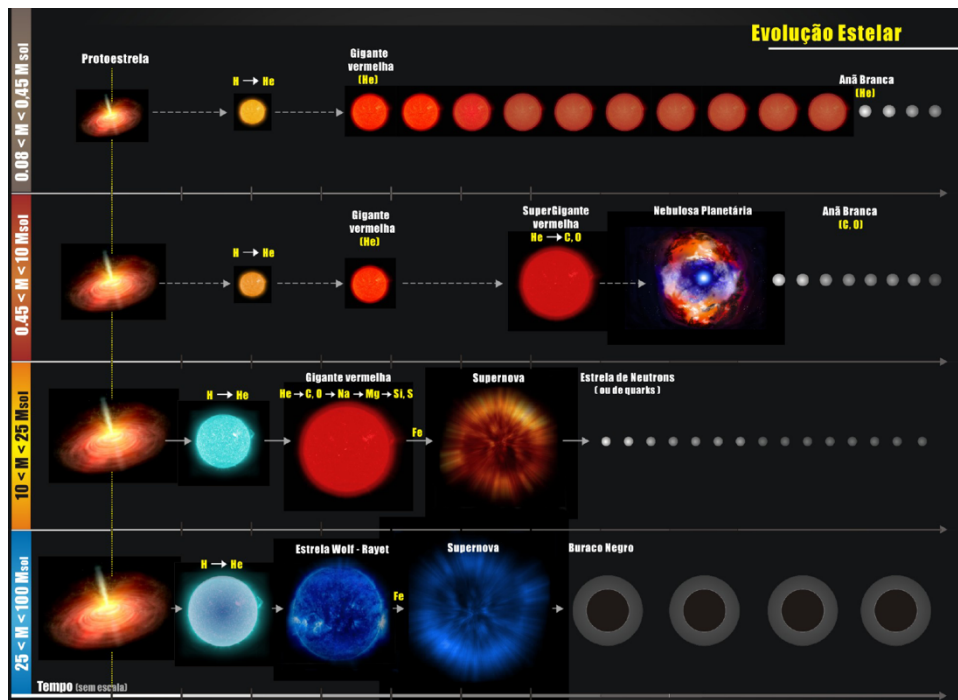 Evolução Estelar
0.08 < M < 0,45 M sol
Protoestrela
H → He
Gigante
vermelha
(He)
Anã Branca
(He)
0.45 < M < 10 Msol
H → He
Gigante
vermelha
(He)
SuperGigante
vermelha
He → C, O
Nebulosa Planetária
Anã Branca
(C, O)
10 < M < 25 Msol
H → He
Gigante vermelha
He → C, O → Na → Mg → Si, S
Fe
Supernova
Estrela de Neutrons
( ou de quarks )
25 < M < 100 Msol
H → He
Estrela Wolf - Rayet
Fe
Supernova
Buraco Negro
Tempo (sem escala)